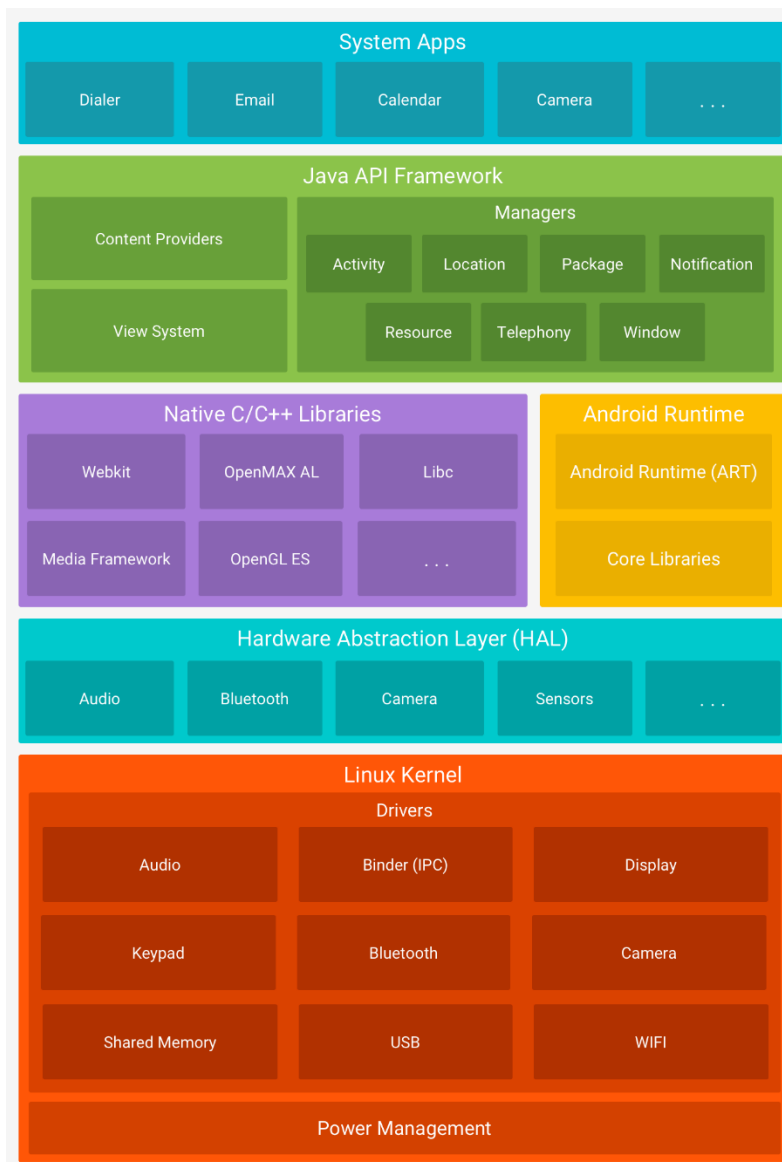 System Apps
Dialer
Email
Calendar
Camera
. . .
Java API Framework
Content Providers
View System
Managers
Activity
Location
Package
Notification
Resource
Telephony
Window
Native C/C++ Libraries
Webkit
OpenMAX AL
Libc
Media Framework
OpenGL ES
. . .
Android Runtime
Android Runtime (ART)
Core Libraries
Hardware Abstraction Layer (HAL)
Audio
Bluetooth
Camera
Sensors
. . .
Linux Kernel
Drivers
Audio
Binder (IPC)
Display
Keypad
Bluetooth
Camera
Shared Memory
USB
WIFI
Power Management